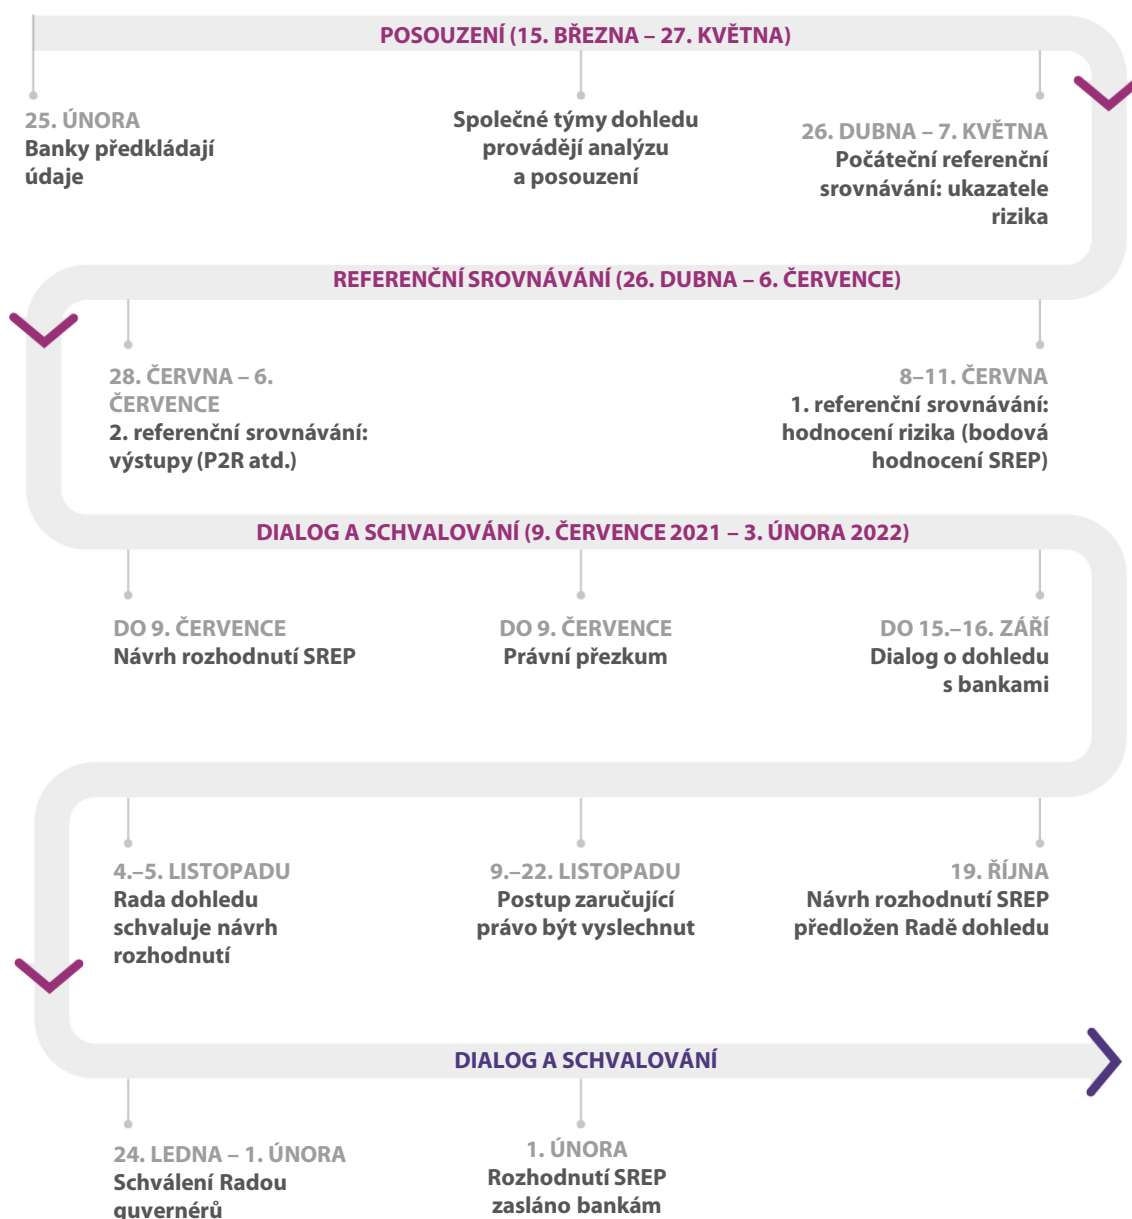 POSOUZENÍ (15. BŘEZNA – 27. KVĚTNA)
25. ÚNORA
Banky předkládají
údaje
Společné týmy dohledu
provádějí analýzu
a posouzení
26. DUBNA – 7. KVĚTNA
Počáteční referenční
srovnávání: ukazatele
rizika
REFERENČNÍ SROVNÁVÁNÍ (26. DUBNA – 6. ČERVENCE)
28. ČERVNA – 6.
ČERVENCE
2. referenční srovnávání:
výstupy (P2R atd.)
8–11. ČERVNA
1. referenční srovnávání:
hodnocení rizika (bodová
hodnocení SREP)
DIALOG A SCHVALOVÁNÍ (9. ČERVENCE 2021 – 3. ÚNORA 2022)
DO 9. ČERVENCE
Návrh rozhodnutí SREP
DO 9. ČERVENCE
Právní přezkum
DO 15.–16. ZÁŘÍ
Dialog o dohledu
s bankami
4.–5. LISTOPADU
Rada dohledu
schvaluje návrh
rozhodnutí
9.–22. LISTOPADU
Postup zaručující
právo být vyslechnut
19. ŘÍJNA
Návrh rozhodnutí SREP
předložen Radě dohledu
DIALOG A SCHVALOVÁNÍ
24. LEDNA – 1. ÚNORA
Schválení Radou
guvernérů
1. ÚNORA
Rozhodnutí SREP
zasláno bankám